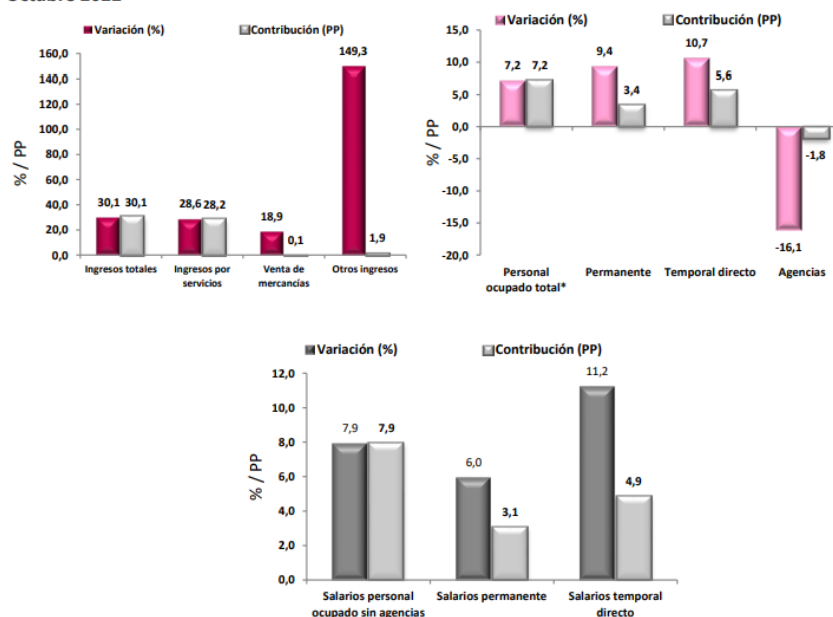 Variación (%) Contribución (PP)
160,0
140,0
120,0
100,0
80,0
60,0
40,0
20,0
0,0
% / PP
30,1 30,1
28,6 28,2
18,9
0,1
149,3
1,9
Ingresos totales
Ingresos por servicios
Venta de mercancías
Otros ingresos
Variación (%) Contribución (PP)
15,0
10,0
5,0
0,0
-5,0
-10,0
-15,0
-20,0
% / PP
7,2 7,2
9,4
3,4
10,7
5,6
-16,1
-1,8
Personal ocupado total*
Permanente
Temporal directo
Agencias
Variación (%) Contribución (PP)
12,0
10,0
8,0
6,0
4,0
2,0
0,0
% / PP
7,9 7,9
6,0
3,1
11,2
4,9
Salarios personal ocupado sin agencias
Salarios permanente
Salarios temporal directo